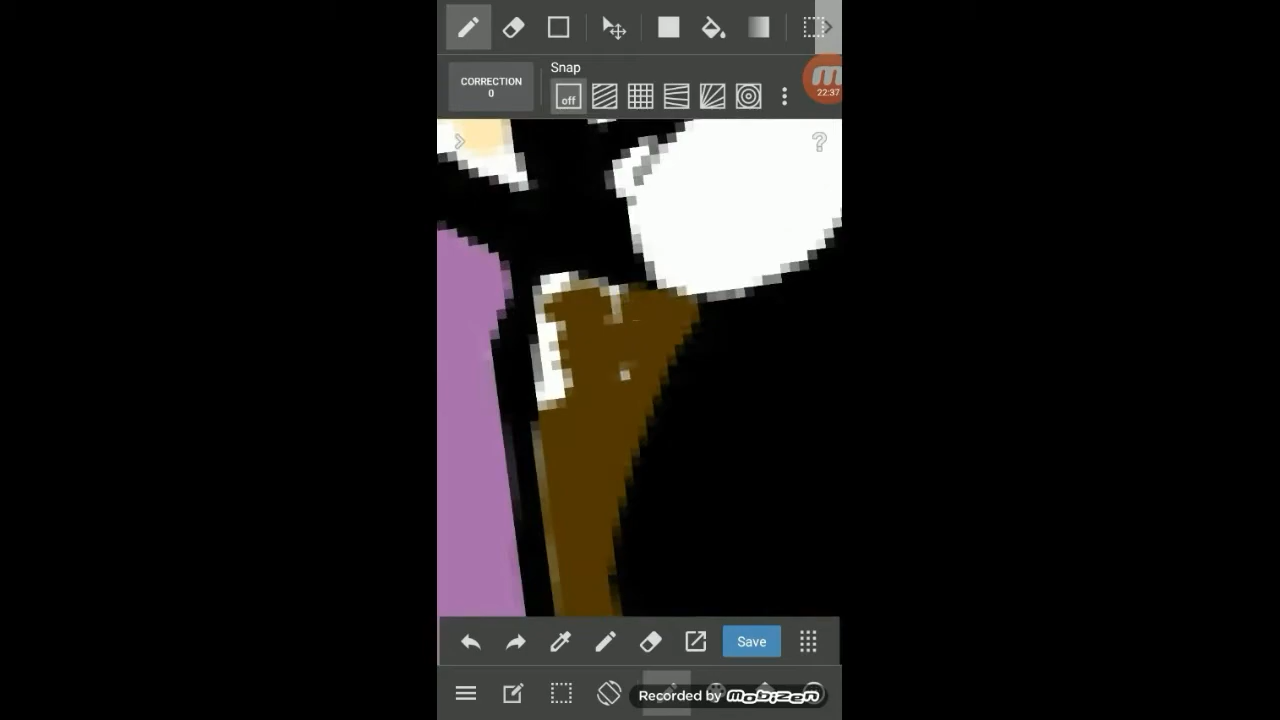 Snap
CORRECTION
0
off
22:37
?
Save
Recorded by mobizen